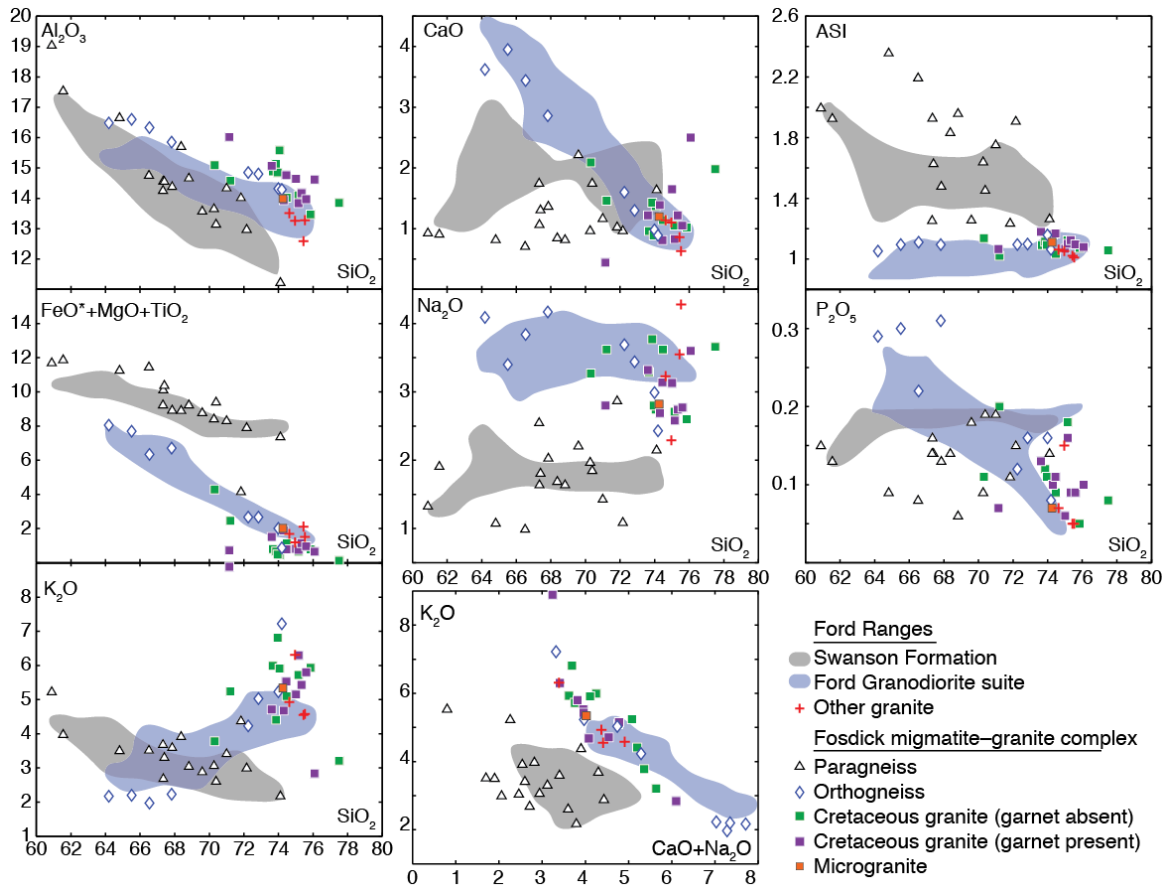 20
19
18
17
16
15
14
13
12
Al₂O₃
SiO₂
4
3
2
1
CaO
SiO₂
2.6
2.2
1.8
1.4
1
ASI
SiO₂
14
12
10
8
6
4
2
FeO*+MgO+TiO₂
SiO₂
4
3
2
1
Na₂O
SiO₂
60 62 64 66 68 70 72 74 76 78 80
0.3
0.2
0.1
P₂O₅
SiO₂
60 62 64 66 68 70 72 74 76 78 80
8
7
6
5
4
3
2
1
K₂O
SiO₂
60 62 64 66 68 70 72 74 76 78 80
8
6
4
2
K₂O
CaO+Na₂O
0 1 2 3 4 5 6 7 8
Ford Ranges
Swanson Formation
Ford Granodiorite suite
Other granite
Fosdick migmatite–granite complex
Paragneiss
Orthogneiss
Cretaceous granite (garnet absent)
Cretaceous granite (garnet present)
Microgranite